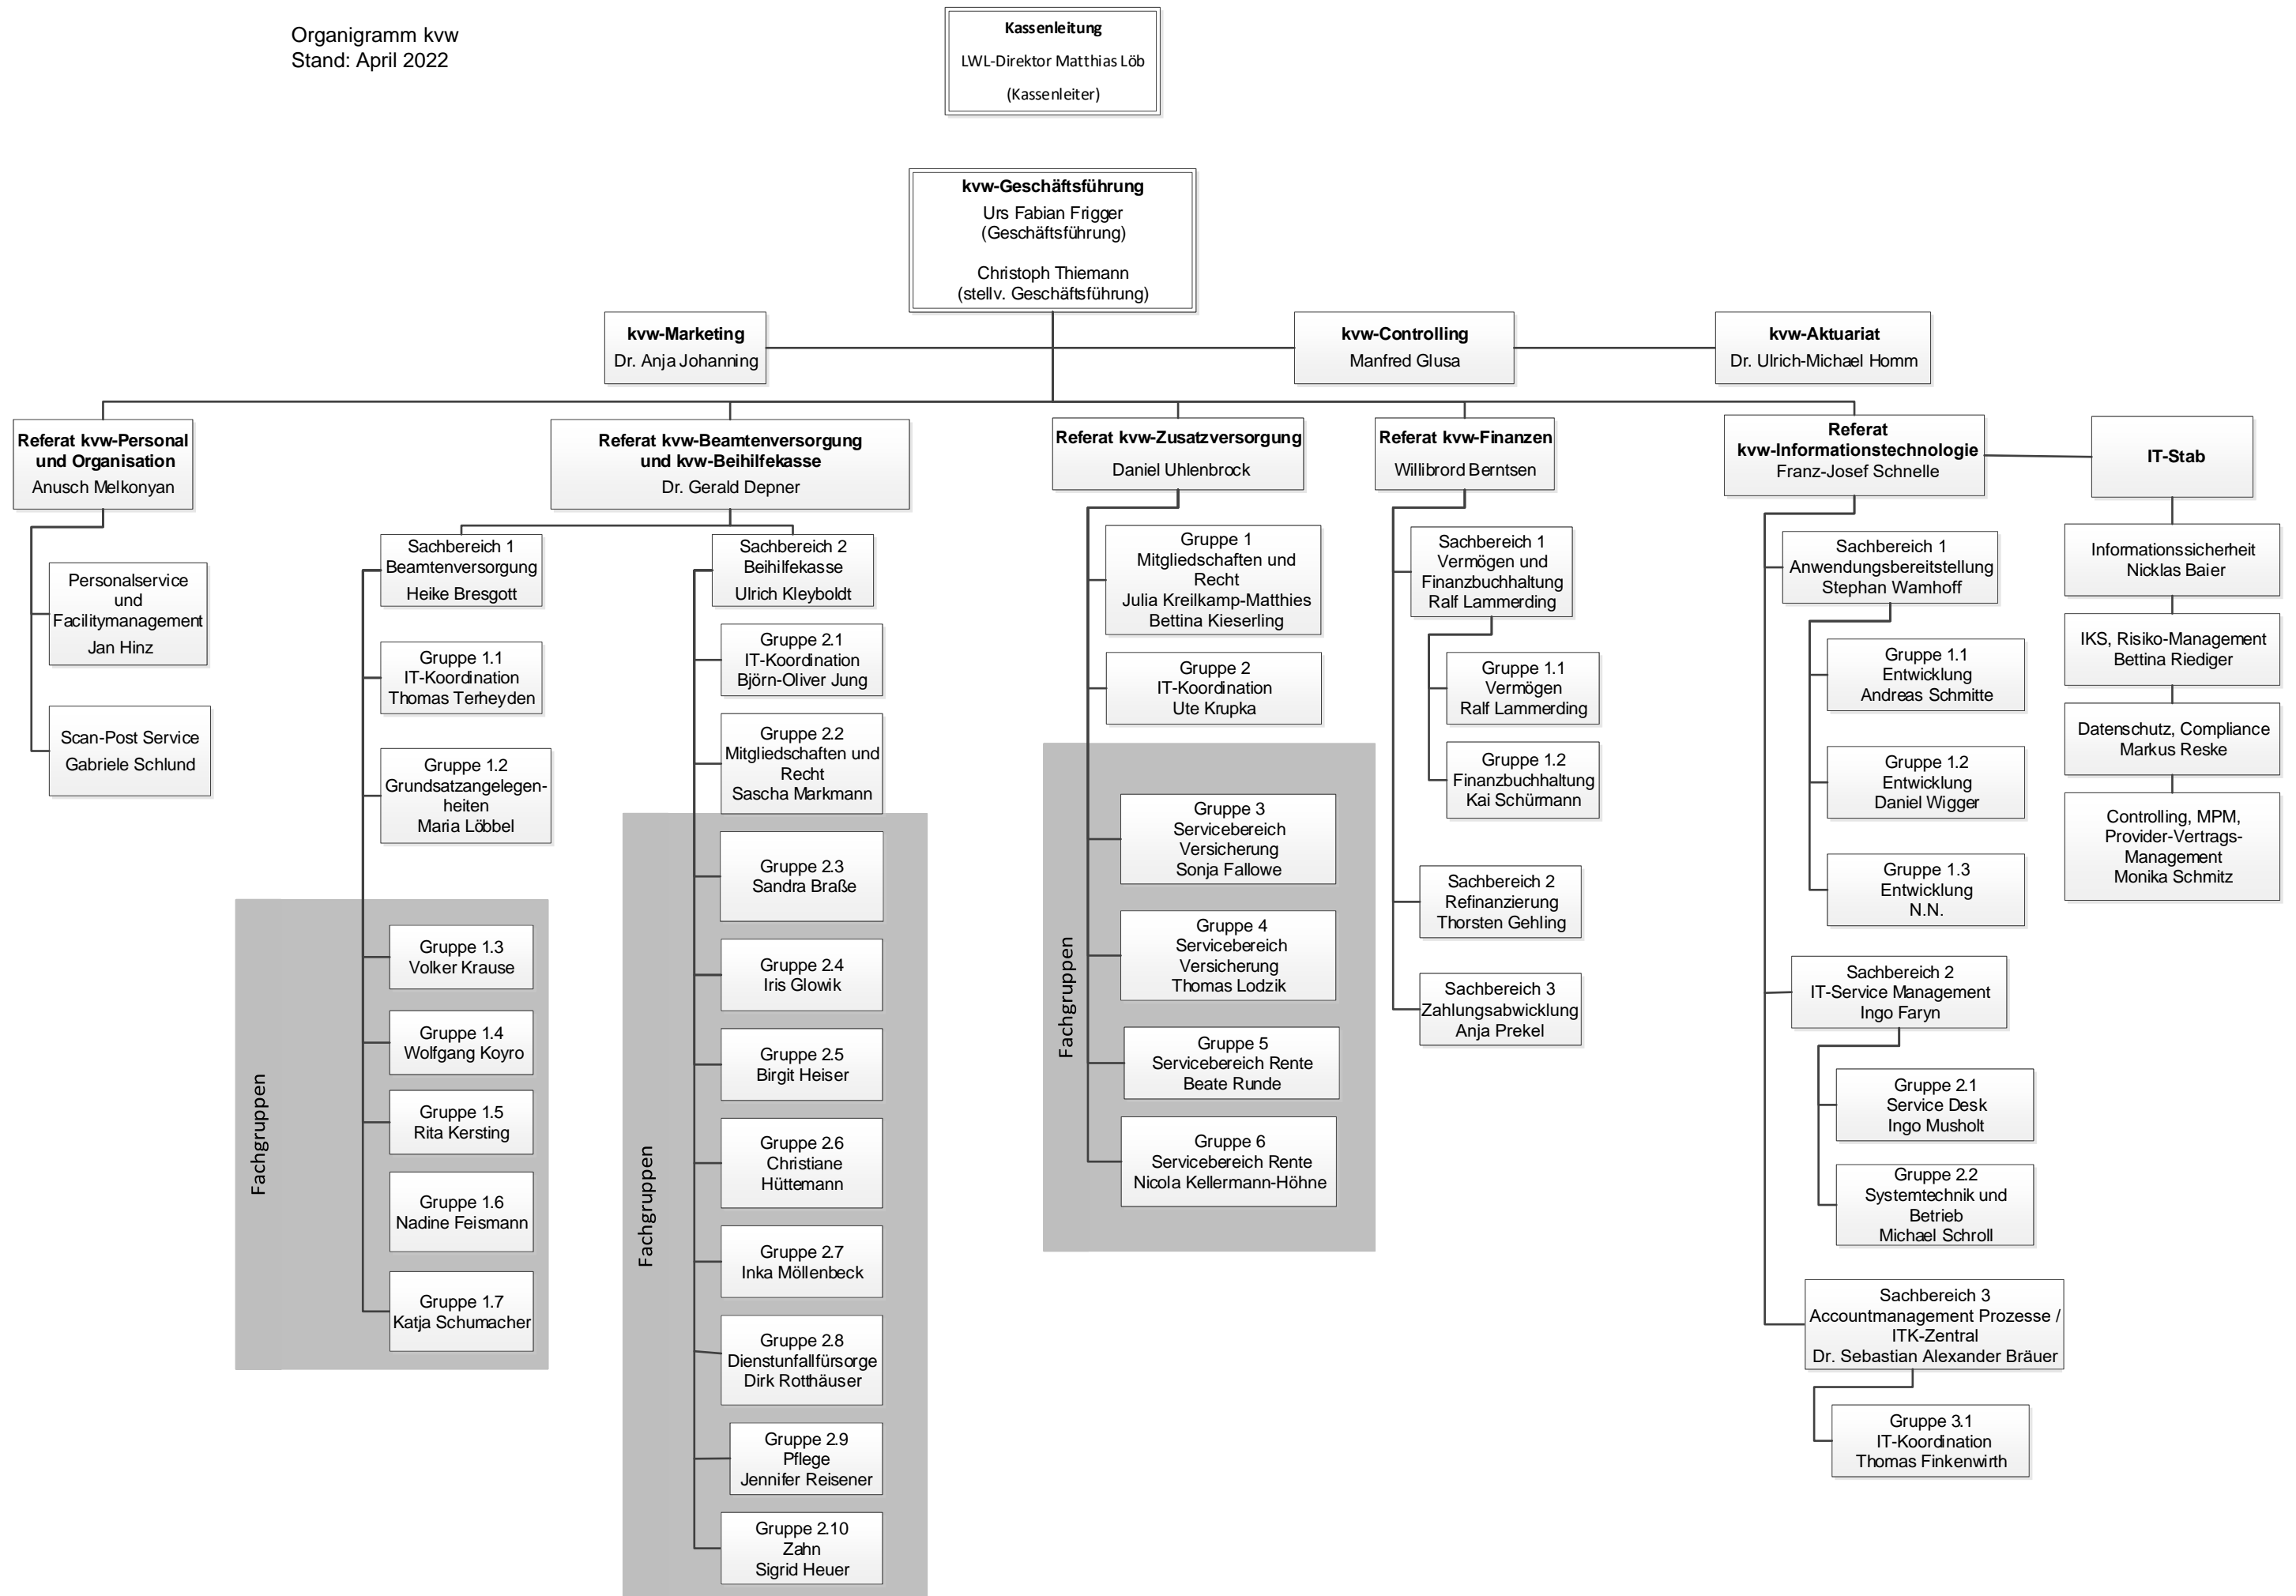 Organigramm kvw
Stand: April 2022
Kassenleitung
LWL-Direktor Matthias Löb
(Kassenleiter)
kvw-Geschäftsführung
Urs Fabian Frigger
(Geschäftsführung)
Christoph Thiemann
(stellv. Geschäftsführung)
kvw-Marketing
Dr. Anja Johanning
kvw-Controlling
Manfred Glusa
kvw-Aktuariat
Dr. Ulrich-Michael Homm
Referat kvw-Personal
und Organisation
Anusch Melkonyan
Personalservice
und
Facilitymanagement
Jan Hinz
Scan-Post Service
Gabriele Schlund
Referat kvw-Beamtenversorgung
und kvw-Beihilfekasse
Dr. Gerald Depner
Sachbereich 1
Beamtenversorgung
Heike Bresgott
Gruppe 1.1
IT-Koordination
Thomas Terheyden
Gruppe 1.2
Grundsatzangelegen-
heiten
Maria Löbbel
Fachgruppen
Gruppe 1.3
Volker Krause
Gruppe 1.4
Wolfgang Koyro
Gruppe 1.5
Rita Kersting
Gruppe 1.6
Nadine Feismann
Gruppe 1.7
Katja Schumacher
Sachbereich 2
Beihilfekasse
Ulrich Kleyboldt
Gruppe 2.1
IT-Koordination
Björn-Oliver Jung
Gruppe 2.2
Mitgliedschaften und
Recht
Sascha Markmann
Fachgruppen
Gruppe 2.3
Sandra Braße
Gruppe 2.4
Iris Glowik
Gruppe 2.5
Birgit Heiser
Gruppe 2.6
Christiane
Hüttemann
Gruppe 2.7
Inka Möllenbeck
Gruppe 2.8
Dienstunfallfürsorge
Dirk Rotthäuser
Gruppe 2.9
Pflege
Jennifer Reisener
Gruppe 2.10
Zahn
Sigrid Heuer
Referat kvw-Zusatzversorgung
Daniel Uhlenbrock
Gruppe 1
Mitgliedschaften und
Recht
Julia Kreilkamp-Matthies
Bettina Kieserling
Gruppe 2
IT-Koordination
Ute Krupka
Fachgruppen
Gruppe 3
Servicebereich
Versicherung
Sonja Fallowe
Gruppe 4
Servicebereich
Versicherung
Thomas Lodzik
Gruppe 5
Servicebereich Rente
Beate Runde
Gruppe 6
Servicebereich Rente
Nicola Kellermann-Höhne
Referat kvw-Finanzen
Willibrord Berntsen
Sachbereich 1
Vermögen und
Finanzbuchhaltung
Ralf Lammerding
Gruppe 1.1
Vermögen
Ralf Lammerding
Gruppe 1.2
Finanzbuchhaltung
Kai Schürmann
Sachbereich 2
Refinanzierung
Thorsten Gehling
Sachbereich 3
Zahlungsabwicklung
Anja Prekel
Referat
kvw-Informationstechnologie
Franz-Josef Schnelle
Sachbereich 1
Anwendungsbereitstellung
Stephan Wamhoff
Gruppe 1.1
Entwicklung
Andreas Schmitte
Gruppe 1.2
Entwicklung
Daniel Wigger
Gruppe 1.3
Entwicklung
N.N.
Sachbereich 2
IT-Service Management
Ingo Faryn
Gruppe 2.1
Service Desk
Ingo Musholt
Gruppe 2.2
Systemtechnik und
Betrieb
Michael Schroll
Sachbereich 3
Accountmanagement Prozesse /
ITK-Zentral
Dr. Sebastian Alexander Bräuer
Gruppe 3.1
IT-Koordination
Thomas Finkenwirth
IT-Stab
Informationssicherheit
Nicklas Baier
IKS, Risiko-Management
Bettina Riediger
Datenschutz, Compliance
Markus Reske
Controlling, MPM,
Provider-Vertrags-
Management
Monika Schmitz